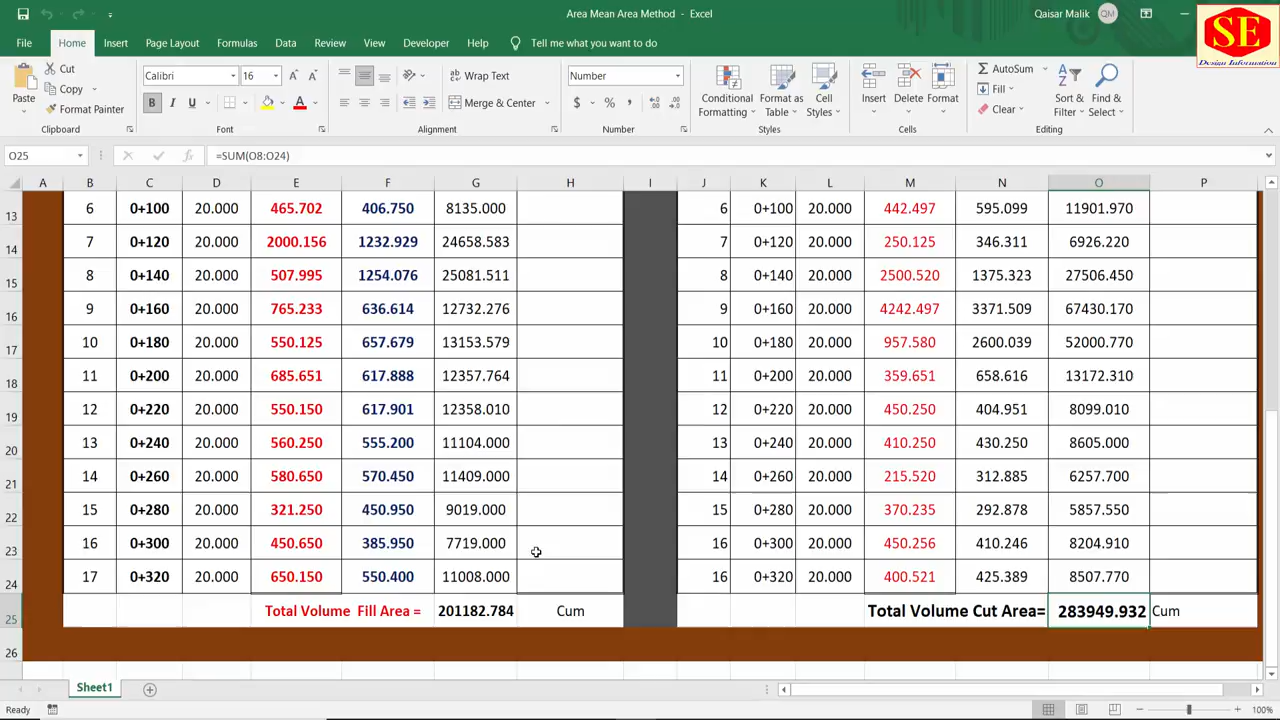 Area Mean Area Method - Excel
Qaisar Malik QM
SE
Design Information
File Home Insert Page Layout Formulas Data Review View Developer Help Tell me what you want to do
Paste Cut Calibri 16 Wrap Text Number Conditional Formatting Format as Table Cell Styles Insert Delete Format AutoSum Sort & Filter Find & Select
Copy Merge & Center $ % , Fill
Format Painter B I U A Clear
Clipboard Font Alignment Number Styles Cells Editing
O25 fx =SUM(O8:O24)
A B C D E F G H I J K L M N O P
13 6 0+100 20.000 465.702 406.750 8135.000 6 0+100 20.000 442.497 595.099 11901.970
14 7 0+120 20.000 2000.156 1232.929 24658.583 7 0+120 20.000 250.125 346.311 6926.220
15 8 0+140 20.000 507.995 1254.076 25081.511 8 0+140 20.000 2500.520 1375.323 27506.450
16 9 0+160 20.000 765.233 636.614 12732.276 9 0+160 20.000 4242.497 3371.509 67430.170
17 10 0+180 20.000 550.125 657.679 13153.579 10 0+180 20.000 957.580 2600.039 52000.770
18 11 0+200 20.000 685.651 617.888 12357.764 11 0+200 20.000 359.651 658.616 13172.310
19 12 0+220 20.000 550.150 617.901 12358.010 12 0+220 20.000 450.250 404.951 8099.010
20 13 0+240 20.000 560.250 555.200 11104.000 13 0+240 20.000 410.250 430.250 8605.000
21 14 0+260 20.000 580.650 570.450 11409.000 14 0+260 20.000 215.520 312.885 6257.700
22 15 0+280 20.000 321.250 450.950 9019.000 15 0+280 20.000 370.235 292.878 5857.550
23 16 0+300 20.000 450.650 385.950 7719.000 16 0+300 20.000 450.256 410.246 8204.910
24 17 0+320 20.000 650.150 550.400 11008.000 16 0+320 20.000 400.521 425.389 8507.770
25 Total Volume Fill Area = 201182.784 Cum Total Volume Cut Area= 283949.932 Cum
26
Sheet1
Ready 100%